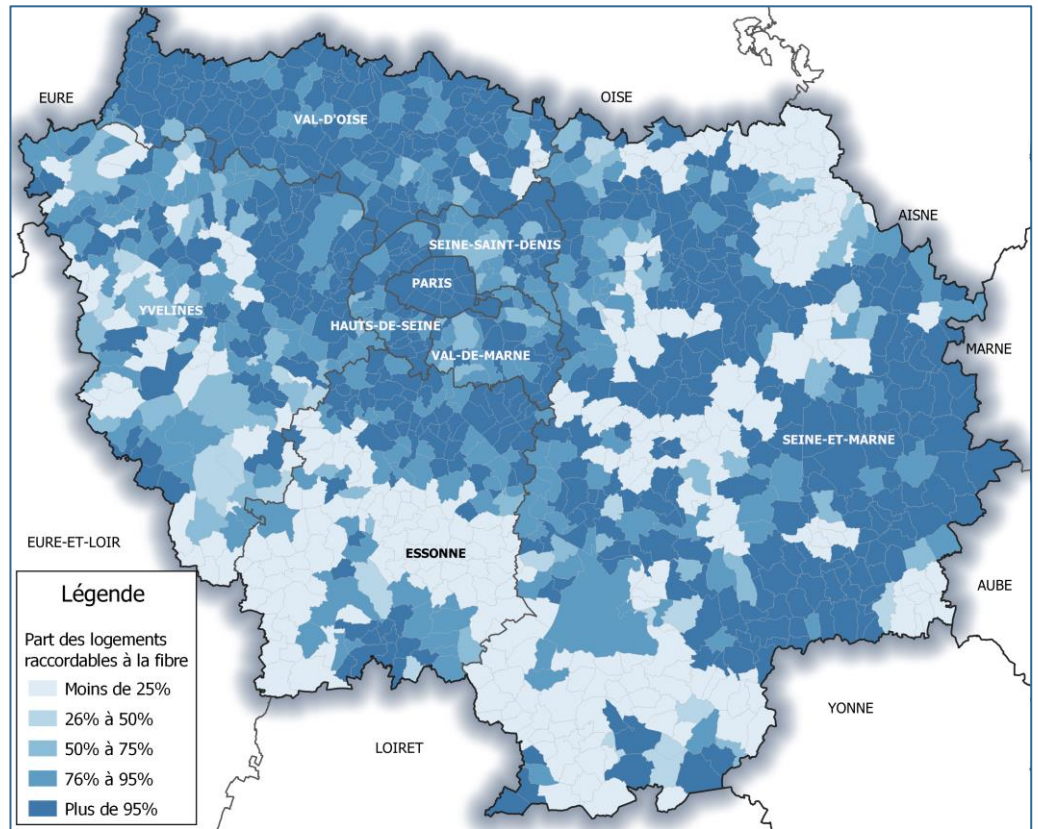 EURE
OISE
VAL-D'OISE
AISNE
SEINE-SAINT-DENIS
PARIS
YVELINES
HAUTS-DE-SEINE
VAL-DE-MARNE
MARNE
SEINE-ET-MARNE
EURE-ET-LOIR
ESSONNE
AUBE
YONNE
LOIRET
Légende
Part des logements
raccordables à la fibre
Moins de 25%
26% à 50%
50% à 75%
76% à 95%
Plus de 95%